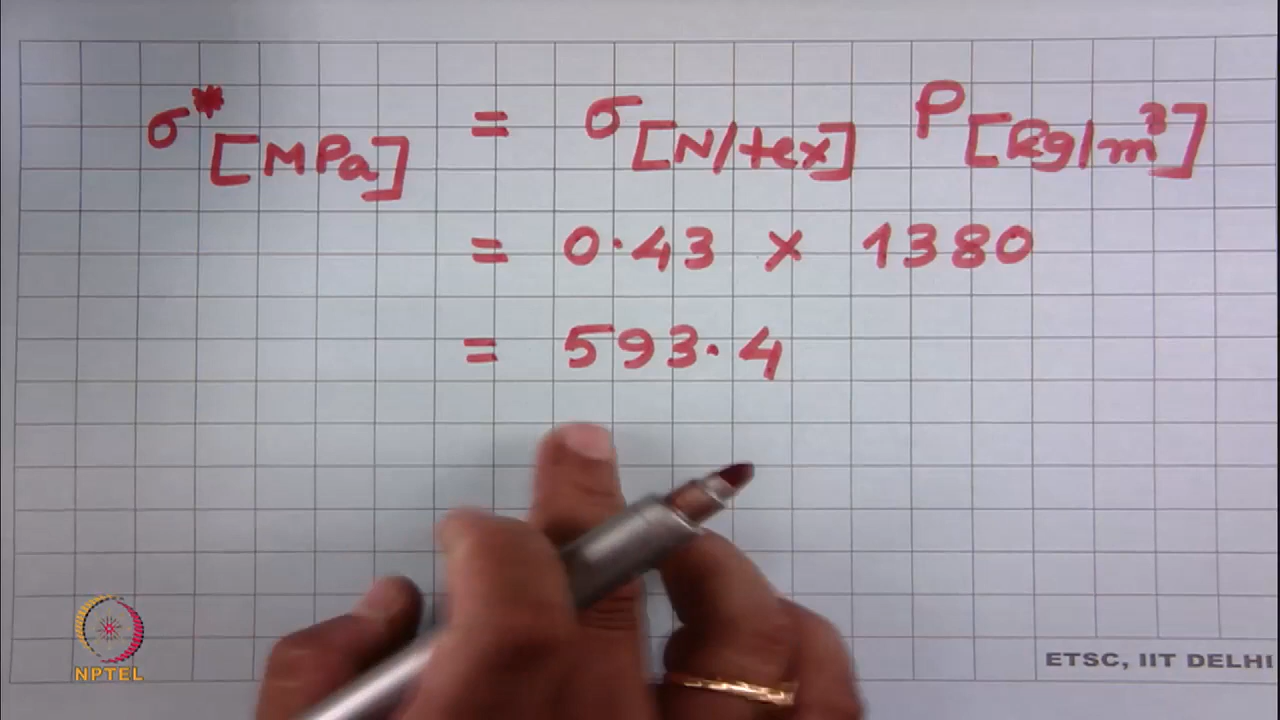 σ* [MPa] = σ [N/tex] ρ [kg/m³]
= 0.43 × 1380
= 593.4
NPTEL
ETSC, IIT DELHI